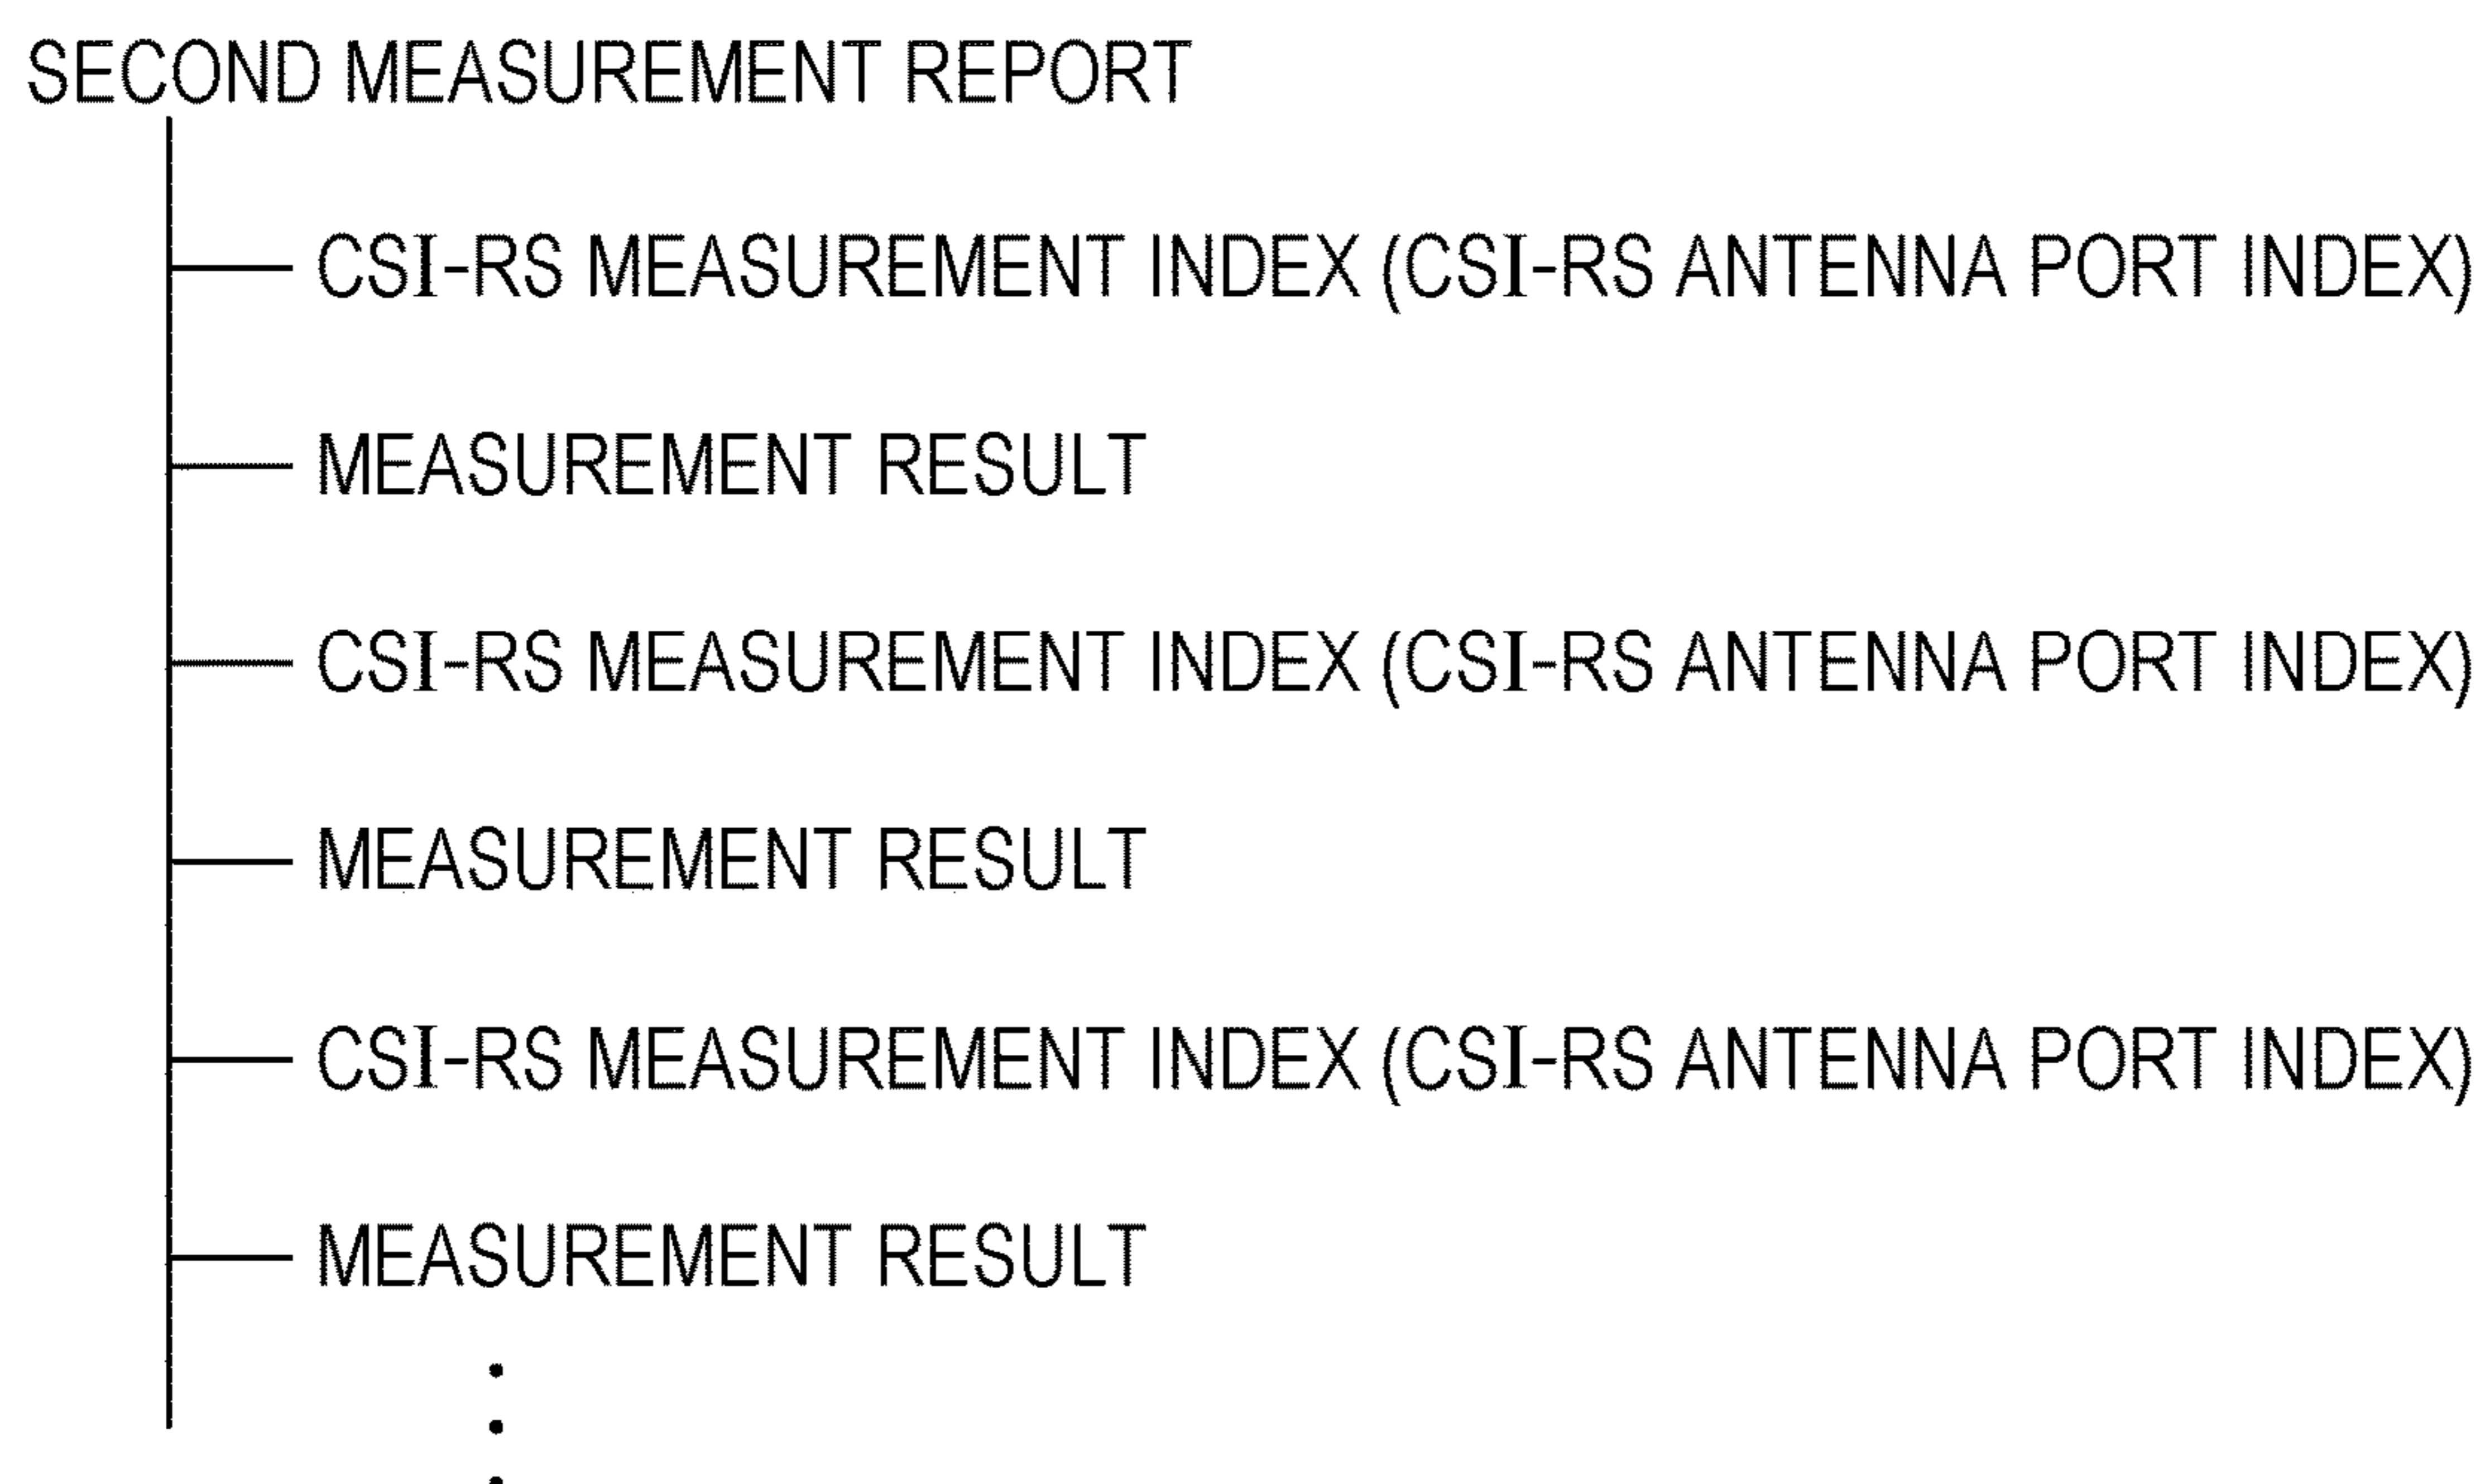 SECOND MEASUREMENT REPORT
CSI-RS MEASUREMENT INDEX (CSI-RS ANTENNA PORT INDEX)
MEASUREMENT RESULT
CSI-RS MEASUREMENT INDEX (CSI-RS ANTENNA PORT INDEX)
MEASUREMENT RESULT
CSI-RS MEASUREMENT INDEX (CSI-RS ANTENNA PORT INDEX)
MEASUREMENT RESULT